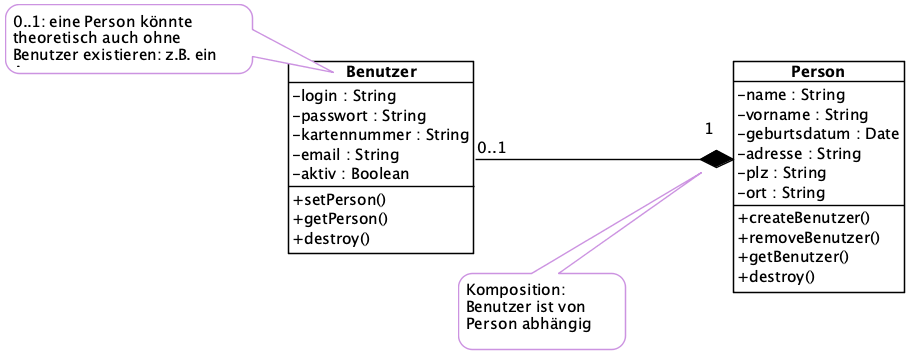 0..1: eine Person könnte
theoretisch auch ohne
Benutzer existieren: z.B. ein
Benutzer
-login : String
-passwort : String
-kartennummer : String
-email : String
-aktiv : Boolean
+setPerson()
+getPerson()
+destroy()
0..1
1
Person
-name : String
-vorname : String
-geburtsdatum : Date
-adresse : String
-plz : String
-ort : String
+createBenutzer()
+removeBenutzer()
+getBenutzer()
+destroy()
Komposition:
Benutzer ist von
Person abhängig